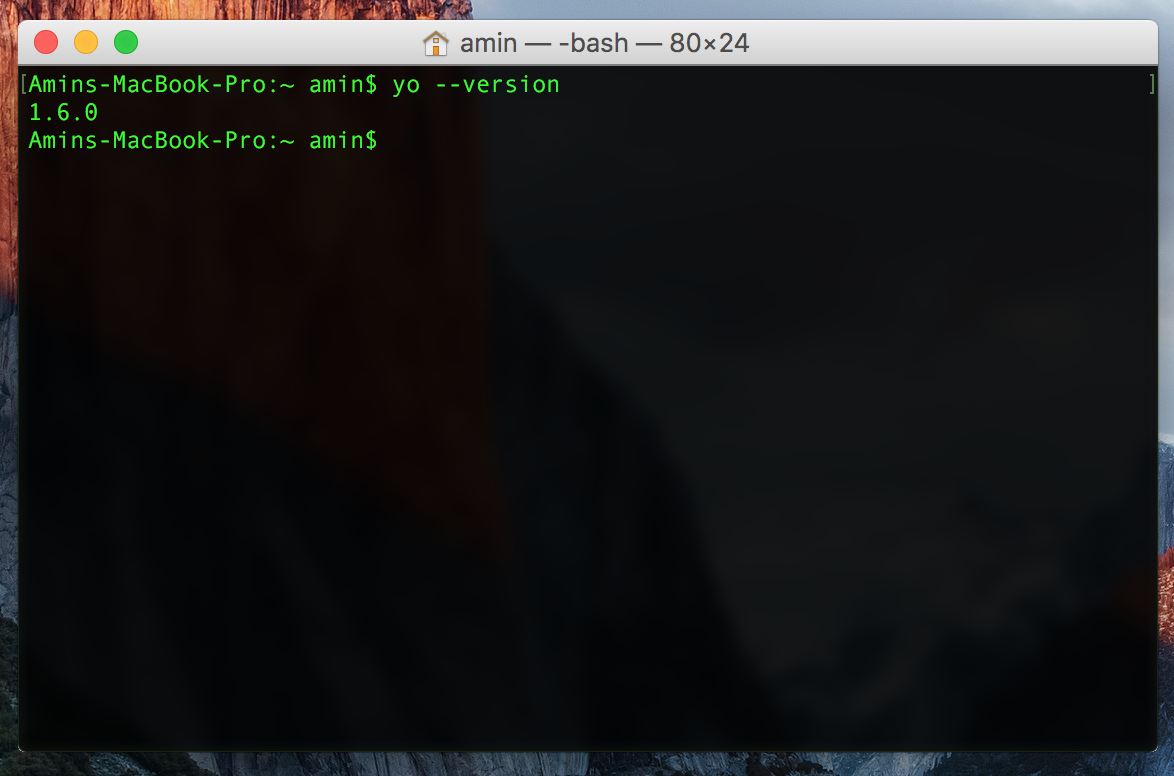 amin — -bash — 80×24
[Amins-MacBook-Pro:~ amin$ yo --version ]
1.6.0
Amins-MacBook-Pro:~ amin$